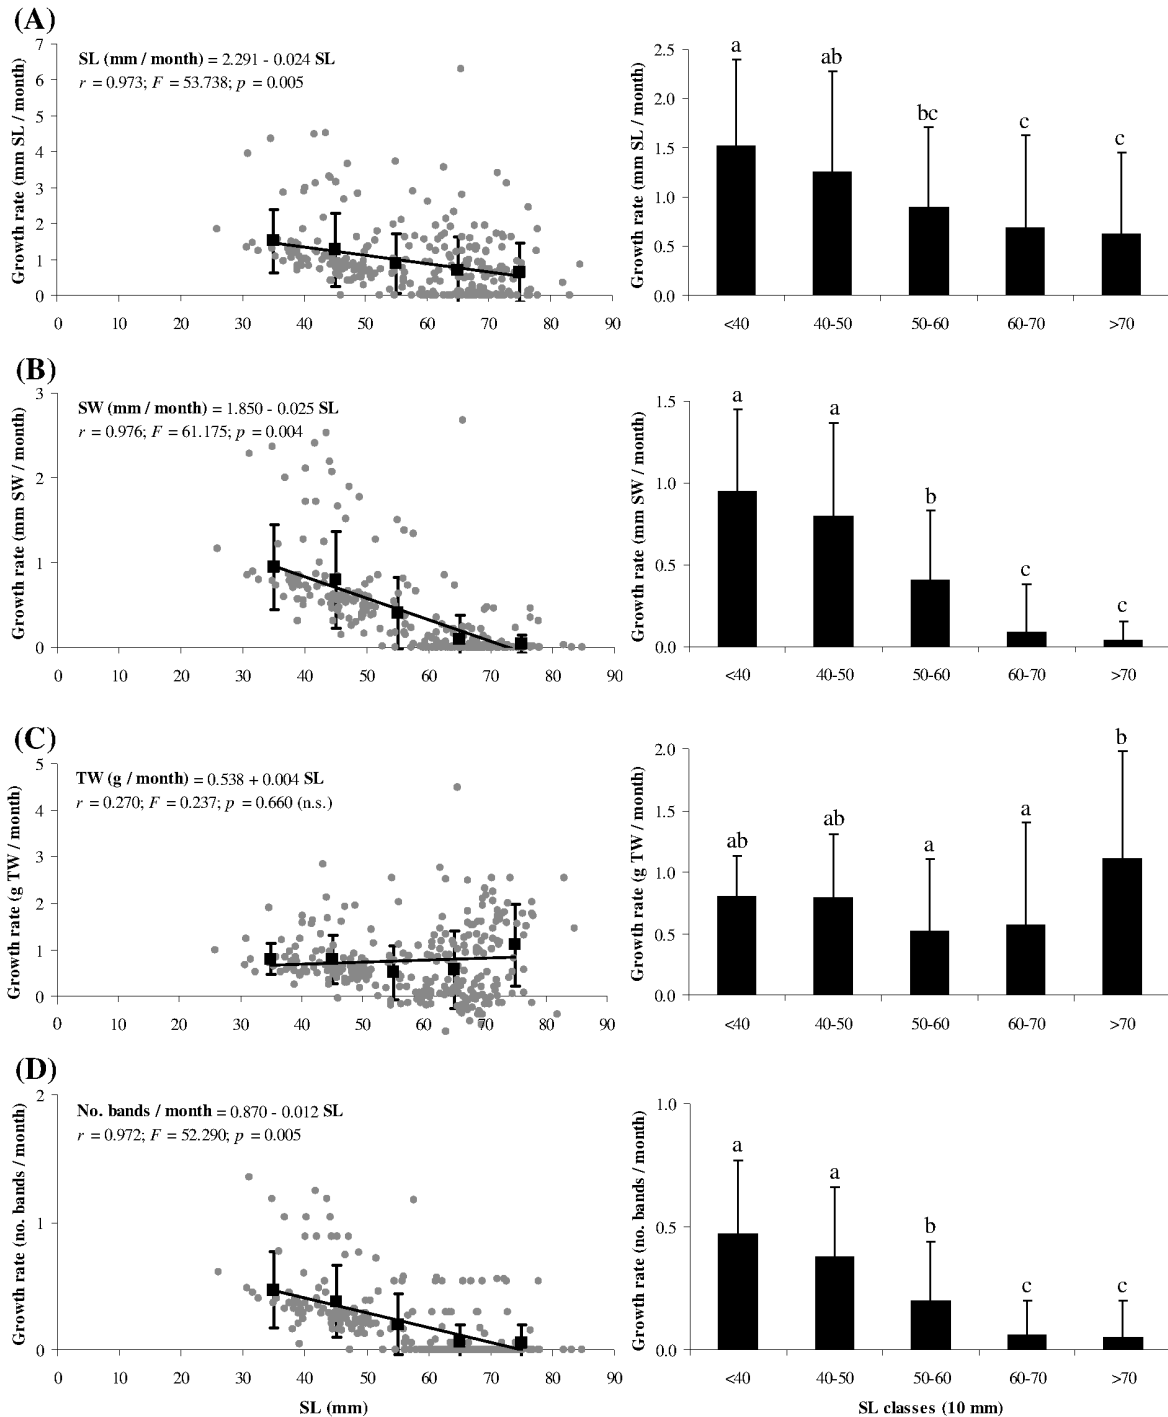 (A)
SL (mm / month) = 2.291 - 0.024 SL
r = 0.973; F = 53.738; p = 0.005
Growth rate (mm SL / month)
7
6
5
4
3
2
1
0
0 10 20 30 40 50 60 70 80 90
Growth rate (mm SL / month)
2.5
2.0
1.5
1.0
0.5
0.0
a ab bc c c
<40 40-50 50-60 60-70 >70
(B)
SW (mm / month) = 1.850 - 0.025 SL
r = 0.976; F = 61.175; p = 0.004
Growth rate (mm SW / month)
3
2
1
0
0 10 20 30 40 50 60 70 80 90
Growth rate (mm SW / month)
1.5
1.0
0.5
0.0
a a b c c
<40 40-50 50-60 60-70 >70
(C)
TW (g / month) = 0.538 + 0.004 SL
r = 0.270; F = 0.237; p = 0.660 (n.s.)
Growth rate (g TW / month)
5
4
3
2
1
0
0 10 20 30 40 50 60 70 80 90
Growth rate (g TW / month)
2.0
1.5
1.0
0.5
0.0
ab ab a a b
<40 40-50 50-60 60-70 >70
(D)
No. bands / month = 0.870 - 0.012 SL
r = 0.972; F = 52.290; p = 0.005
Growth rate (no. bands / month)
2
1
0
0 10 20 30 40 50 60 70 80 90
SL (mm)
Growth rate (no. bands / month)
1.0
0.5
0.0
a a b c c
<40 40-50 50-60 60-70 >70
SL classes (10 mm)